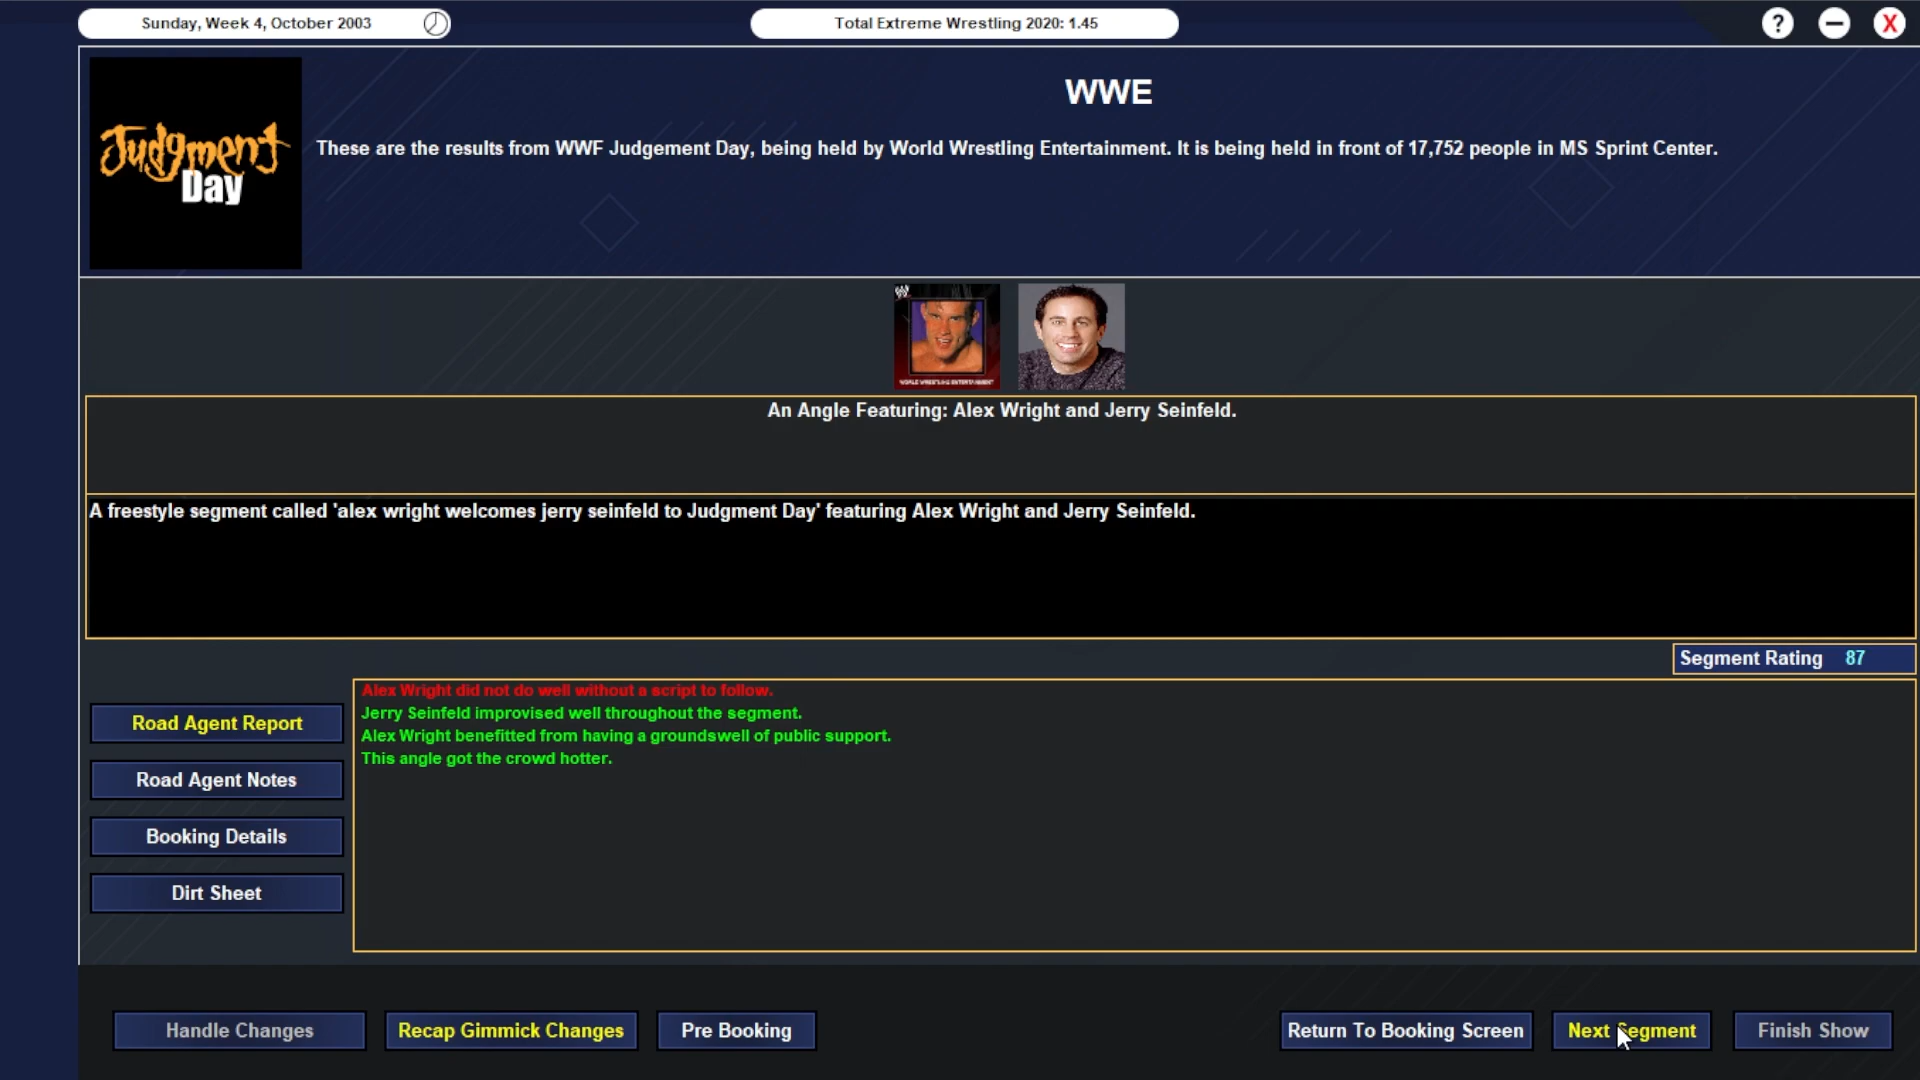 Sunday, Week 4, October 2003
Total Extreme Wrestling 2020: 1.45
?
X
Judgment
Day
WWE
These are the results from WWF Judgement Day, being held by World Wrestling Entertainment. It is being held in front of 17,752 people in MS Sprint Center.
WORLD WRESTLING ENTERTAINMENT
An Angle Featuring: Alex Wright and Jerry Seinfeld.
A freestyle segment called 'alex wright welcomes jerry seinfeld to Judgment Day' featuring Alex Wright and Jerry Seinfeld.
Segment Rating 87
Alex Wright did not do well without a script to follow.
Jerry Seinfeld improvised well throughout the segment.
Alex Wright benefitted from having a groundswell of public support.
This angle got the crowd hotter.
Road Agent Report
Road Agent Notes
Booking Details
Dirt Sheet
Handle Changes
Recap Gimmick Changes
Pre Booking
Return To Booking Screen
Next Segment
Finish Show